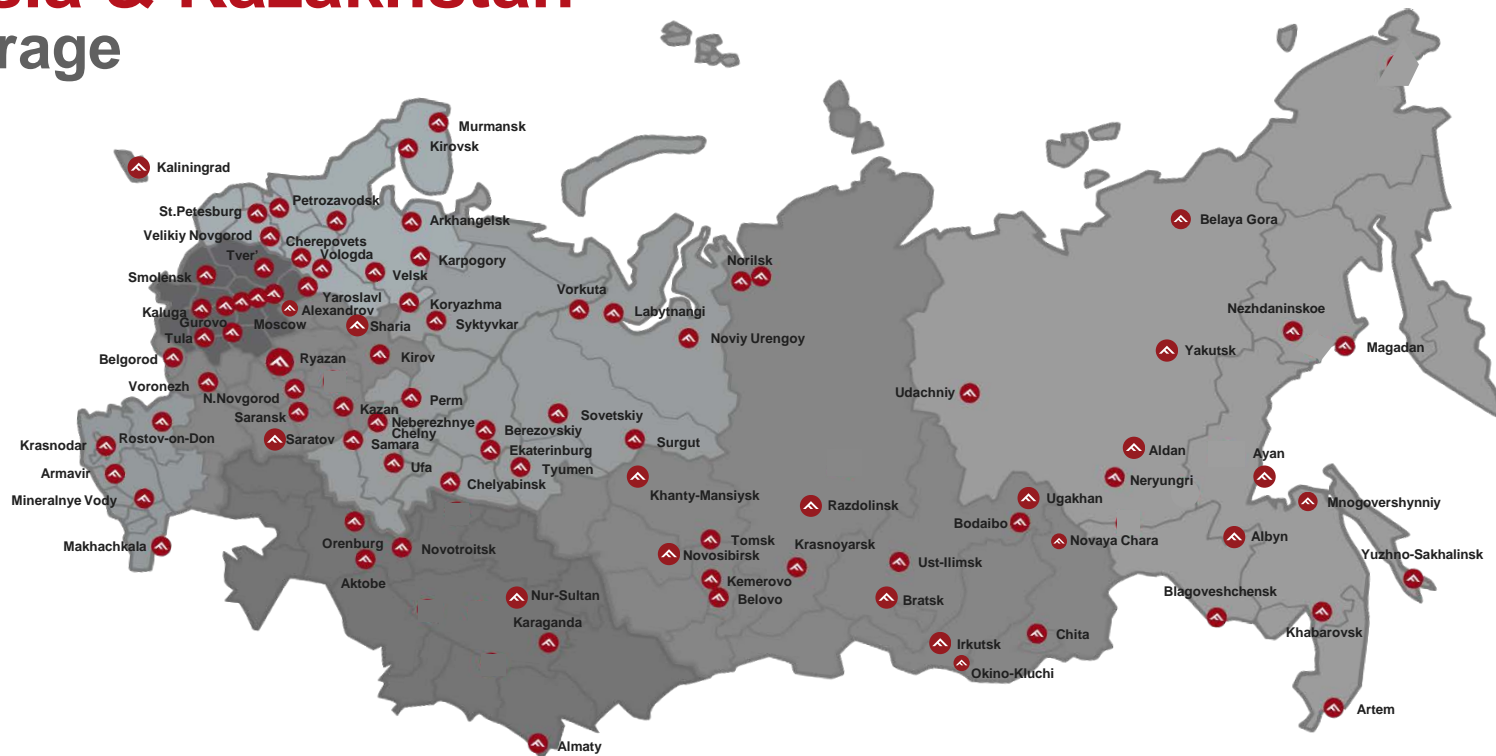 sia & Kazakhstan
rage
Murmansk
Kirovsk
Kaliningrad
Petrozavodsk
St.Petesburg
Arkhangelsk
Belaya Gora
Velikiy Novgorod
Cherepovets
Tver'
Vologda
Karpogory
Norilsk
Smolensk
Velsk
Vorkuta
Yaroslavl
Koryazhma
Labytnangi
Nezhdaninskoe
Kaluga
Alexandrov
Gurovo
Moscow
Sharia
Syktyvkar
Tula
Noviy Urengoy
Yakutsk
Magadan
Belgorod
Ryazan
Kirov
Voronezh
N.Novgorod
Udachniy
Perm
Kazan
Saransk
Neberezhnye
Chelny
Berezovskiy
Sovetskiy
Krasnodar
Rostov-on-Don
Saratov
Samara
Ekaterinburg
Surgut
Aldan
Ayan
Armavir
Ufa
Tyumen
Neryungri
Chelyabinsk
Mineralnye Vody
Khanty-Mansiysk
Razdolinsk
Ugakhan
Mnogovershynniy
Bodaibo
Makhachkala
Orenburg
Novotroitsk
Tomsk
Krasnoyarsk
Novaya Chara
Albyn
Novosibirsk
Yuzhno-Sakhalinsk
Aktobe
Ust-Ilimsk
Kemerovo
Nur-Sultan
Belovo
Bratsk
Blagoveshchensk
Karaganda
Chita
Khabarovsk
Irkutsk
Okino-Kluchi
Artem
Almaty